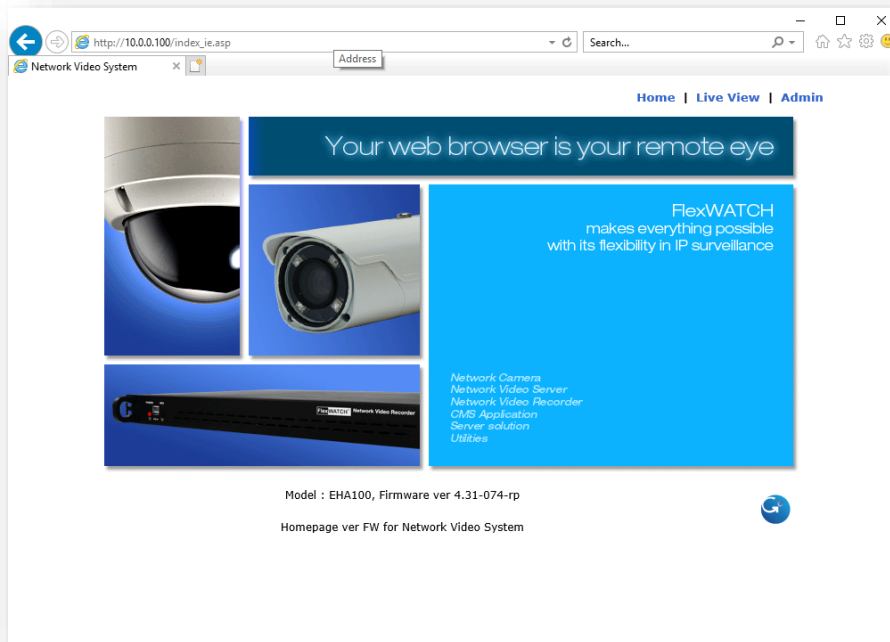 http://10.0.0.100/index_ie.asp
Search...
Network Video System
Address
Home | Live View | Admin
Your web browser is your remote eye
FlexWATCH
makes everything possible
with its flexibility in IP surveillance
Network Camera
Network Video Server
Network Video Recorder
CMS Application
Server solution
Utilities
FlexWATCH Network Video Recorder
Model : EHA100, Firmware ver 4.31-074-rp
Homepage ver FW for Network Video System